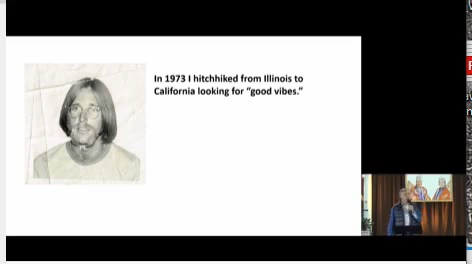 In 1973 I hitchhiked from Illinois to
California looking for “good vibes.”